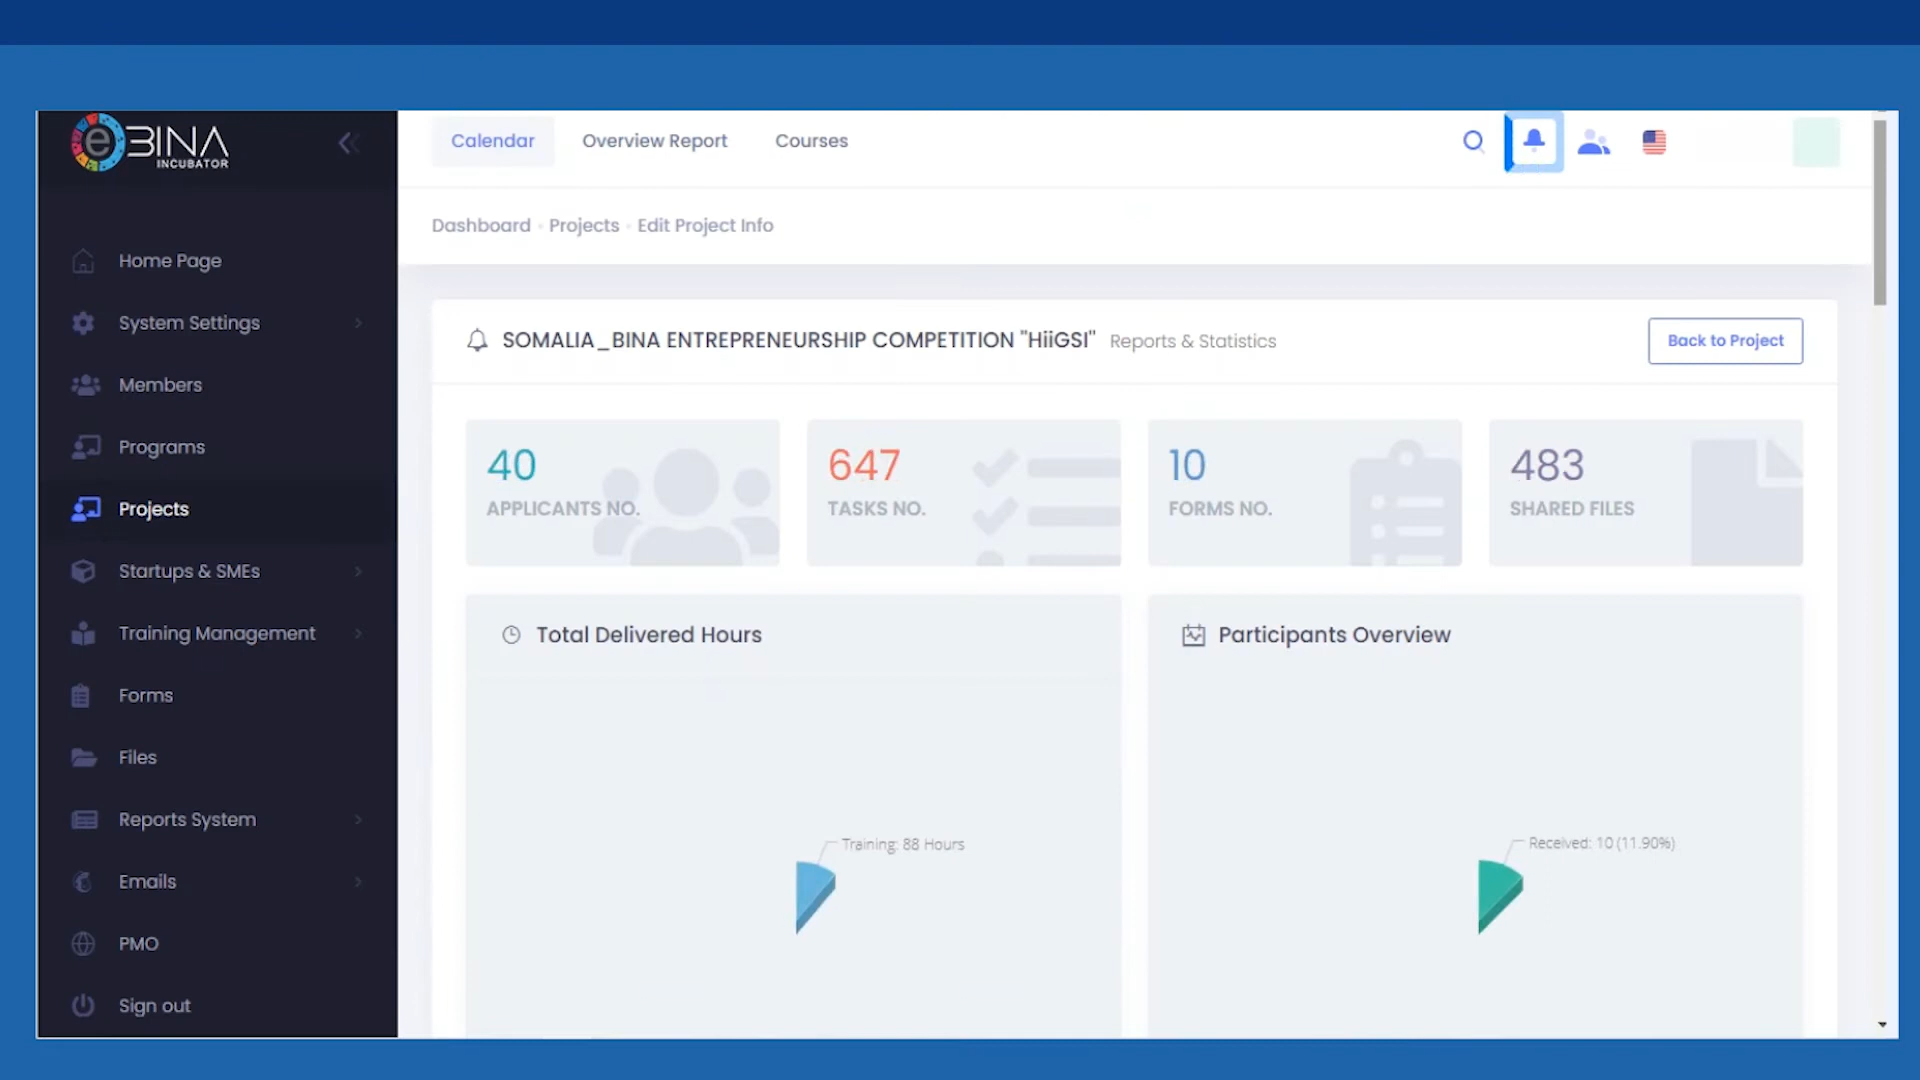 eBINA
INCUBATOR
Calendar
Overview Report
Courses
Dashboard • Projects • Edit Project Info
Home Page
System Settings
Members
Programs
Projects
Startups & SMEs
Training Management
Forms
Files
Reports System
Emails
PMO
Sign out
SOMALIA_BINA ENTREPRENEURSHIP COMPETITION "HiiGSI" Reports & Statistics
Back to Project
40
APPLICANTS NO.
647
TASKS NO.
10
FORMS NO.
483
SHARED FILES
Total Delivered Hours
Training: 88 Hours
Participants Overview
Received: 10 (11.90%)